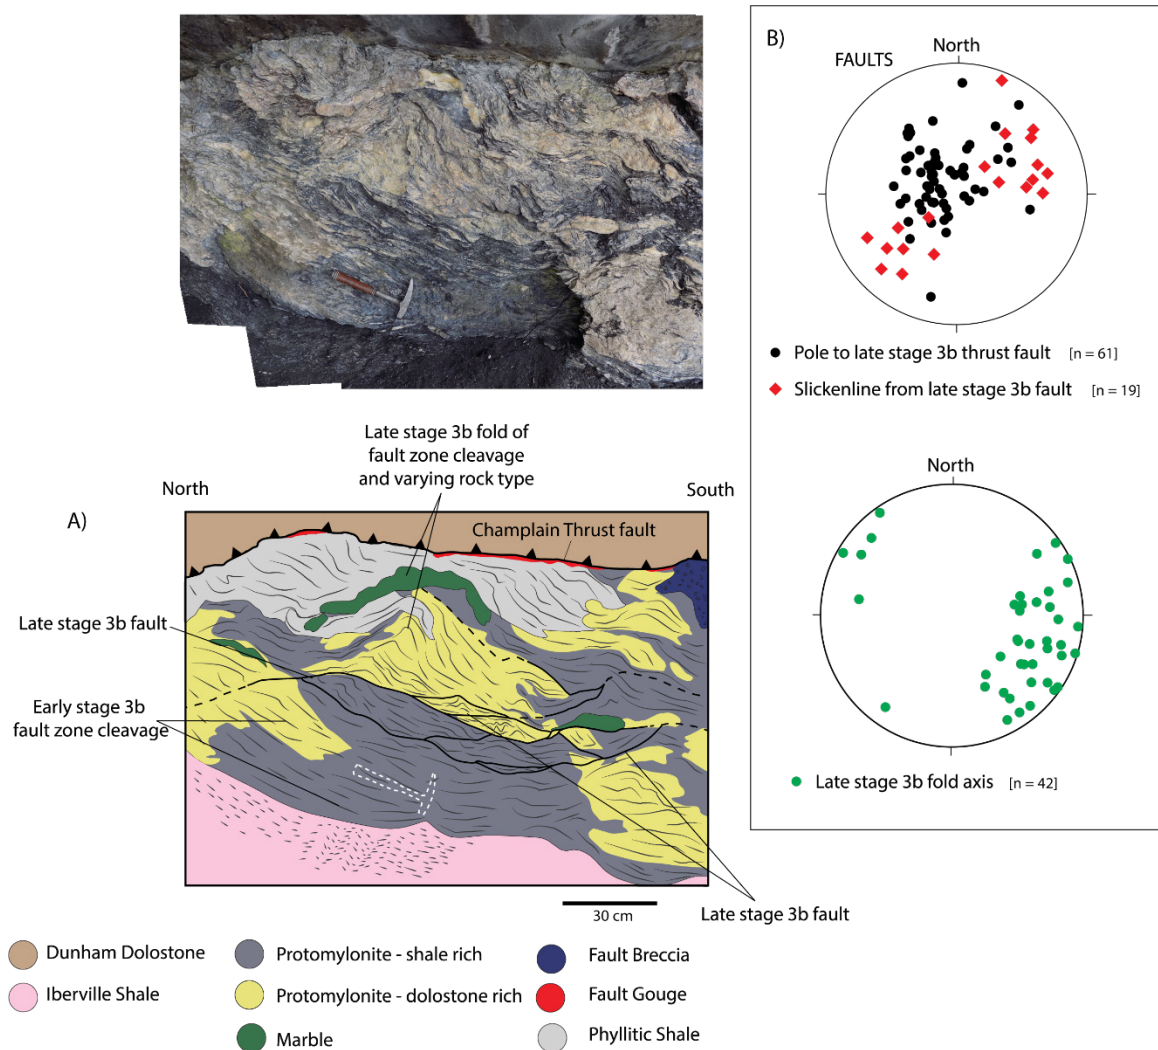 B)
North
FAULTS
Pole to late stage 3b thrust fault [n = 61]
Slickenline from late stage 3b fault [n = 19]
North
Late stage 3b fold axis [n = 42]
Late stage 3b fold of
fault zone cleavage
and varying rock type
North
South
A)
Champlain Thrust fault
Late stage 3b fault
Early stage 3b
fault zone cleavage
Late stage 3b fault
30 cm
Dunham Dolostone
Iberville Shale
Protomylonite - shale rich
Protomylonite - dolostone rich
Marble
Fault Breccia
Fault Gouge
Phyllitic Shale